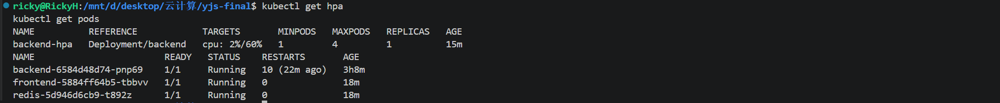 ricky@RickyH:/mnt/d/desktop/云计算/yjs-final$ kubectl get hpa
kubectl get pods
NAME          REFERENCE            TARGETS       MINPODS   MAXPODS   REPLICAS   AGE
backend-hpa   Deployment/backend   cpu: 2%/60%   1         4         1          15m
NAME                        READY   STATUS    RESTARTS       AGE
backend-6584d48d74-pnp69    1/1     Running   10 (22m ago)   3h8m
frontend-5884ff64b5-tbbvv   1/1     Running   0              18m
redis-5d946d6cb9-t892z      1/1     Running   0              18m